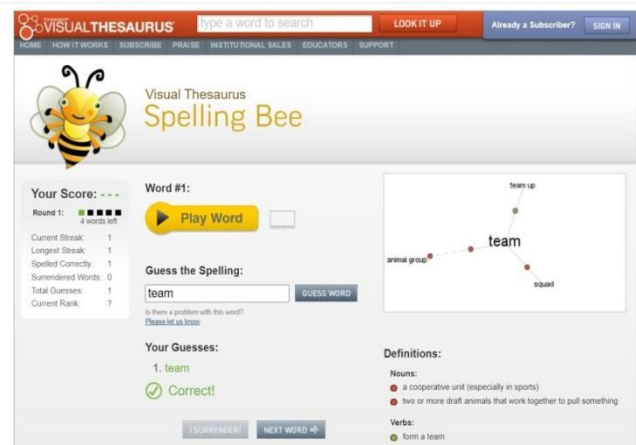 THINKMAP
VISUALTHESAURUS
type a word to search
LOOK IT UP
Already a Subscriber?
SIGN IN
HOME HOW IT WORKS SUBSCRIBE PRAISE INSTITUTIONAL SALES EDUCATORS SUPPORT
Visual Thesaurus
Spelling Bee
Your Score: - - -
Round 1:
4 words left
Current Streak: 1
Longest Streak: 1
Spelled Correctly: 1
Surrendered Words: 0
Total Guesses: 1
Current Rank: ?
Word #1:
Play Word
Guess the Spelling:
team
GUESS WORD
Is there a problem with this word?
Please let us know
Your Guesses:
1. team
Correct!
I SURRENDER!
NEXT WORD
team up
team
animal group
squad
Definitions:
Nouns:
a cooperative unit (especially in sports)
two or more draft animals that work together to pull something
Verbs:
form a team